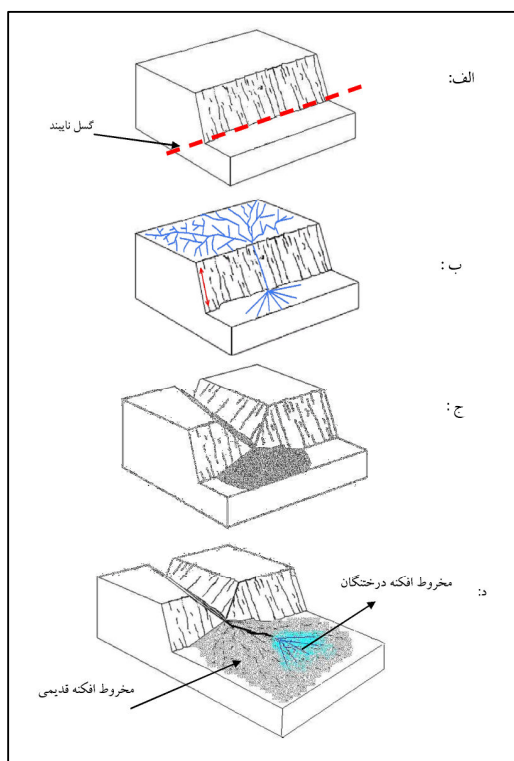 الف:
گسل نایبند
ب :
ج :
مخروط افکنه درختنگان
د:
مخروط افکنه قدیمی